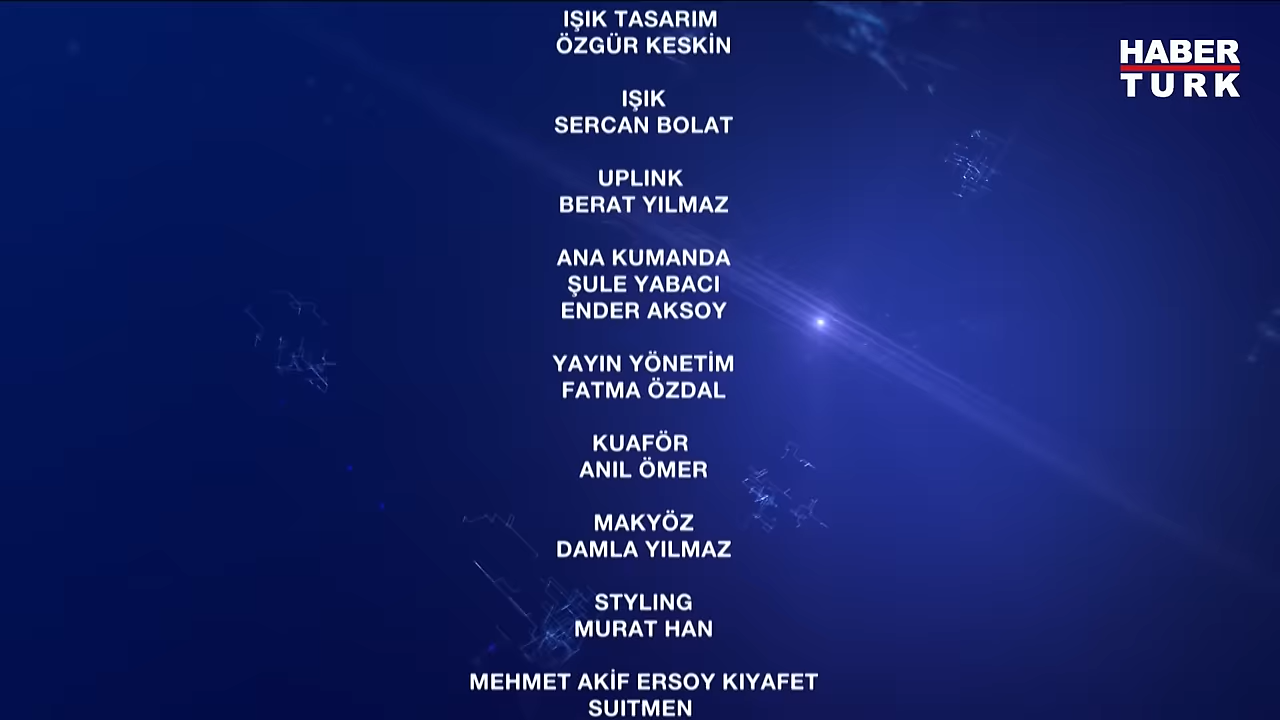 IŞIK TASARIM
ÖZGÜR KESKİN
IŞIK
SERCAN BOLAT
UPLINK
BERAT YILMAZ
ANA KUMANDA
ŞULE YABACI
ENDER AKSOY
YAYIN YÖNETİM
FATMA ÖZDAL
KUAFÖR
ANIL ÖMER
MAKYÖZ
DAMLA YILMAZ
STYLING
MURAT HAN
MEHMET AKİF ERSOY KIYAFET
SUITMEN
HABER
TURK